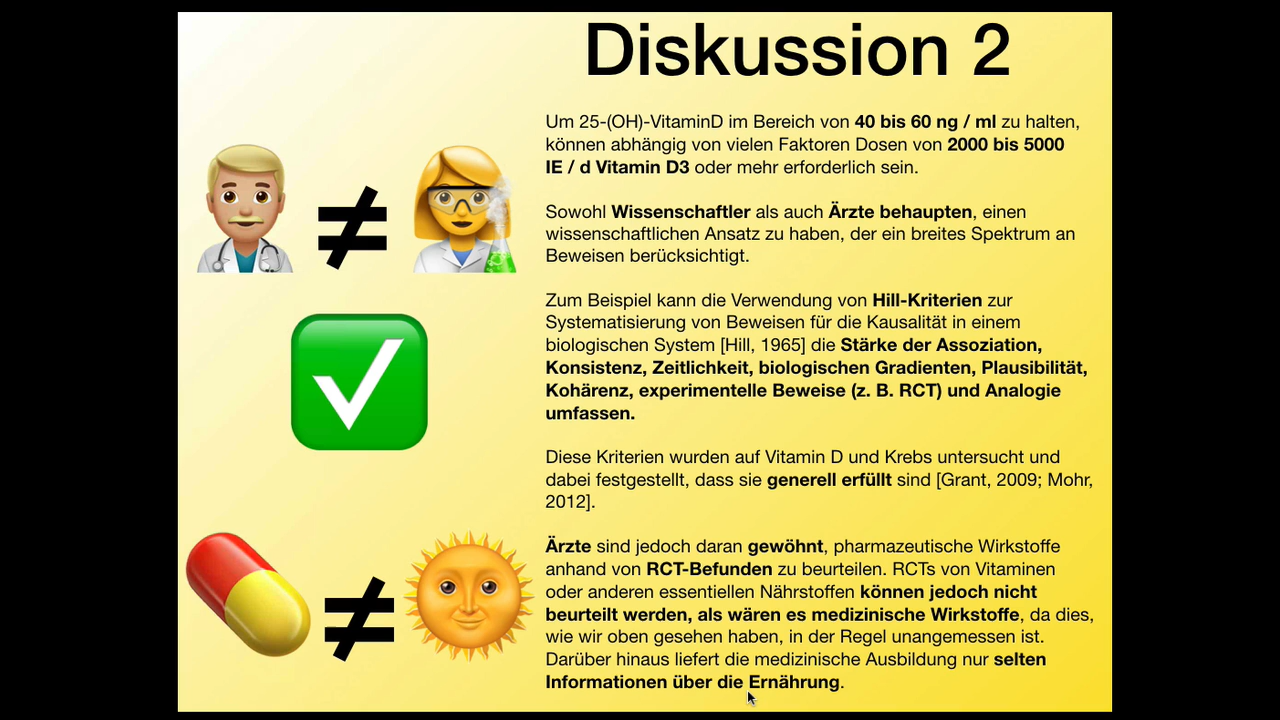 Diskussion 2
Um 25-(OH)-VitaminD im Bereich von 40 bis 60 ng / ml zu halten,
können abhängig von vielen Faktoren Dosen von 2000 bis 5000
IE / d Vitamin D3 oder mehr erforderlich sein.
Sowohl Wissenschaftler als auch Ärzte behaupten, einen
wissenschaftlichen Ansatz zu haben, der ein breites Spektrum an
Beweisen berücksichtigt.
Zum Beispiel kann die Verwendung von Hill-Kriterien zur
Systematisierung von Beweisen für die Kausalität in einem
biologischen System [Hill, 1965] die Stärke der Assoziation,
Konsistenz, Zeitlichkeit, biologischen Gradienten, Plausibilität,
Kohärenz, experimentelle Beweise (z. B. RCT) und Analogie
umfassen.
Diese Kriterien wurden auf Vitamin D und Krebs untersucht und
dabei festgestellt, dass sie generell erfüllt sind [Grant, 2009; Mohr,
2012].
Ärzte sind jedoch daran gewöhnt, pharmazeutische Wirkstoffe
anhand von RCT-Befunden zu beurteilen. RCTs von Vitaminen
oder anderen essentiellen Nährstoffen können jedoch nicht
beurteilt werden, als wären es medizinische Wirkstoffe, da dies,
wie wir oben gesehen haben, in der Regel unangemessen ist.
Darüber hinaus liefert die medizinische Ausbildung nur selten
Informationen über die Ernährung.